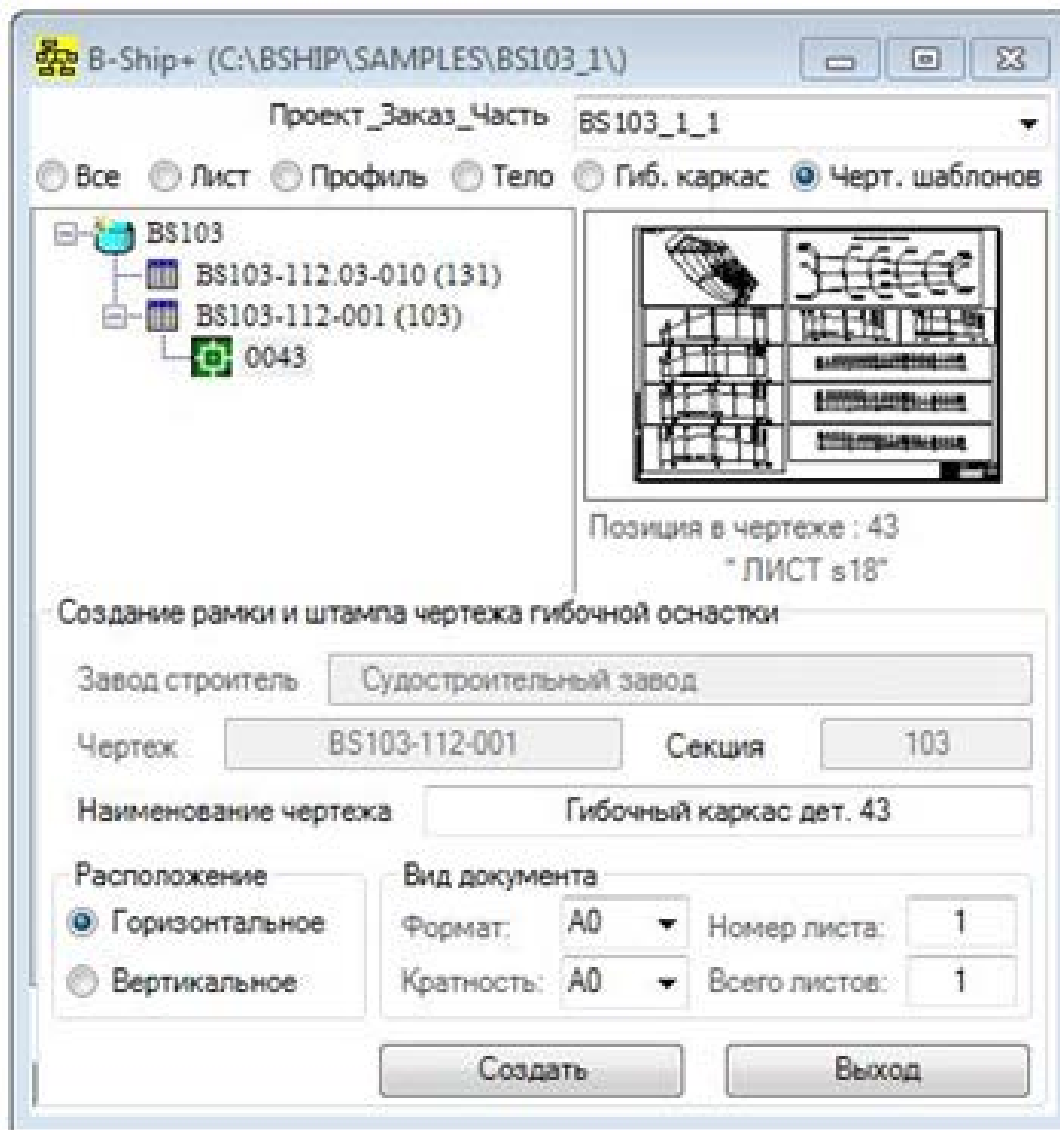 B-Ship+ (C:\BSHIP\SAMPLES\BS103_1\)
Проект_Заказ_Часть BS103_1_1
Все Лист Профиль Тело Гиб. каркас Черт. шаблонов
BS103
BS103-112.03-010 (131)
BS103-112-001 (103)
0043
Позиция в чертеже : 43
" ЛИСТ s18"
Создание рамки и штампа чертежа гибочной оснастки
Завод строитель Судостроительный завод
Чертеж BS103-112-001 Секция 103
Наименование чертежа Гибочный каркас дет. 43
Расположение
Горизонтальное
Вертикальное
Вид документа
Формат: A0 Номер листа: 1
Кратность: A0 Всего листов: 1
Создать Выход